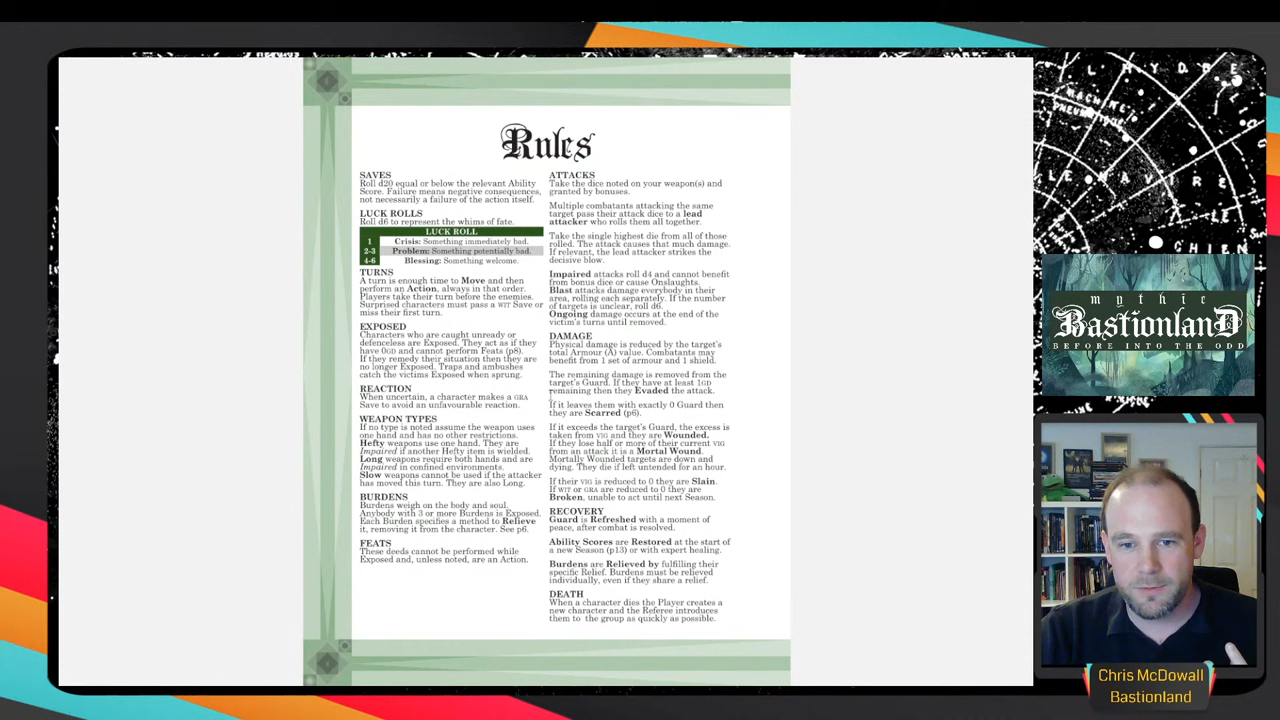 Rules
SAVES
Roll d20 equal or below the relevant Ability
Score. Failure means negative consequences,
not necessarily a failure of the action itself.
LUCK ROLLS
Roll d6 to represent the whims of fate.
LUCK ROLL
1 Crisis: Something immediately bad.
2-3 Problem: Something potentially bad.
4-6 Blessing: Something welcome.
TURNS
A turn is enough time to Move and then
perform an Action, always in that order.
Players take their turn before the enemies.
Surprised characters must pass a WIT Save or
miss their first turn.
EXPOSED
Characters who are caught unready or
defenceless are Exposed. They act as if they
have 0GD and cannot perform Feats (p8).
If they remedy their situation then they are
no longer Exposed. Traps and ambushes
catch the victims Exposed when sprung.
REACTION
When uncertain, a character makes a GRA
Save to avoid an unfavourable reaction.
WEAPON TYPES
If no type is noted assume the weapon uses
one hand and has no other restrictions.
Hefty weapons use one hand. They are
Impaired if another Hefty item is wielded.
Long weapons require both hands and are
Impaired in confined environments.
Slow weapons cannot be used if the attacker
has moved this turn. They are also Long.
BURDENS
Burdens weigh on the body and soul.
Anybody with 3 or more Burdens is Exposed.
Each Burden specifies a method to Relieve
it, removing it from the character. See p6.
FEATS
These deeds cannot be performed while
Exposed and, unless noted, are an Action.
ATTACKS
Take the dice noted on your weapon(s) and
granted by bonuses.
Multiple combatants attacking the same
target pass their attack dice to a lead
attacker who rolls them all together.
Take the single highest die from all of those
rolled. The attack causes that much damage.
If relevant, the lead attacker strikes the
decisive blow.
Impaired attacks roll d4 and cannot benefit
from bonus dice or cause Onslaughts.
Blast attacks damage everybody in their
area, rolling each separately. If the number
of targets is unclear, roll d6.
Ongoing damage occurs at the end of the
victim's turns until removed.
DAMAGE
Physical damage is reduced by the target's
total Armour (A) value. Combatants may
benefit from 1 set of armour and 1 shield.
The remaining damage is removed from the
target's Guard. If they have at least 1GD
remaining then they Evaded the attack.
If it leaves them with exactly 0 Guard then
they are Scarred (p6).
If it exceeds the target's Guard, the excess is
taken from VIG and they are Wounded.
If they lose half or more of their current VIG
from an attack it is a Mortal Wound.
Mortally Wounded targets are down and
dying. They die if left untended for an hour.
If their VIG is reduced to 0 they are Slain.
If WIT or GRA are reduced to 0 they are
Broken, unable to act until next Season.
RECOVERY
Guard is Refreshed with a moment of
peace, after combat is resolved.
Ability Scores are Restored at the start of
a new Season (p13) or with expert healing.
Burdens are Relieved by fulfilling their
specific Relief. Burdens must be relieved
individually, even if they share a relief.
DEATH
When a character dies the Player creates a
new character and the Referee introduces
them to the group as quickly as possible.
mythic
BastionlanD
BEFORE INTO THE ODD
Chris McDowall
Bastionland